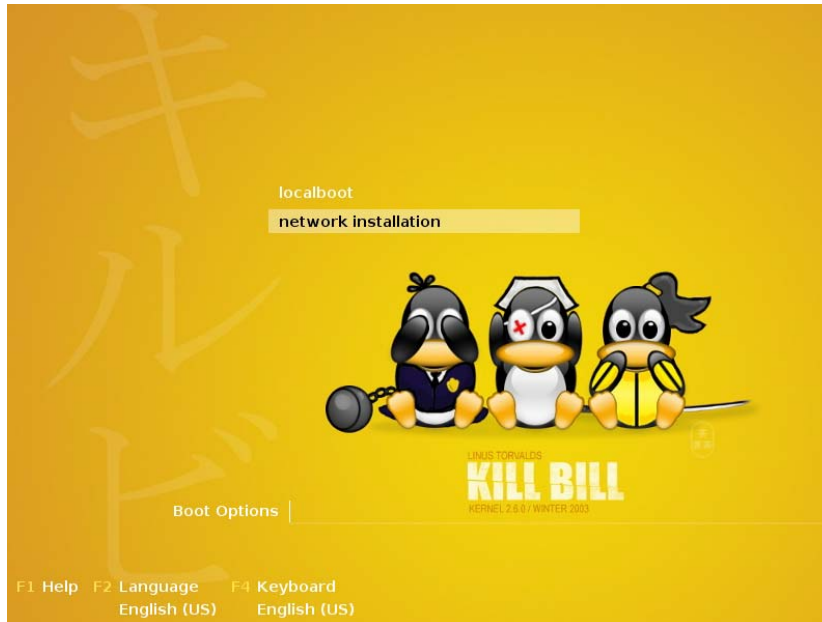 キルビ
localboot
network installation
LINUS TORVALDS
KILL BILL
KERNEL 2.6.0 / WINTER 2003
Boot Options
F1 Help F2 Language F4 Keyboard
English (US) English (US)